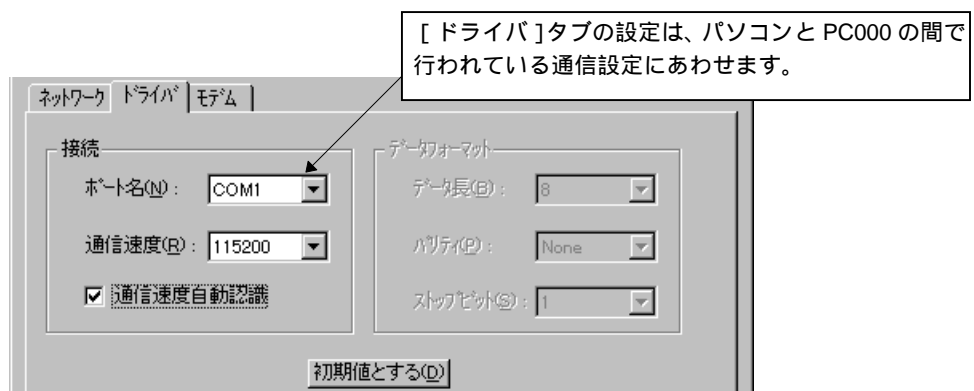 ［ドライバ］タブの設定は、パソコンと PC000 の間で
行われている通信設定にあわせます。
ﾈｯﾄﾜｰｸ ﾄﾞﾗｲﾊﾞ ﾓﾃﾞﾑ
接続
ﾎﾟｰﾄ名(N)： COM1
通信速度(R)： 115200
通信速度自動認識
ﾃﾞｰﾀﾌｫｰﾏｯﾄ
ﾃﾞｰﾀ長(B)： 8
ﾊﾟﾘﾃｨ(P)： None
ｽﾄｯﾌﾟﾋﾞｯﾄ(S)： 1
初期値とする(D)